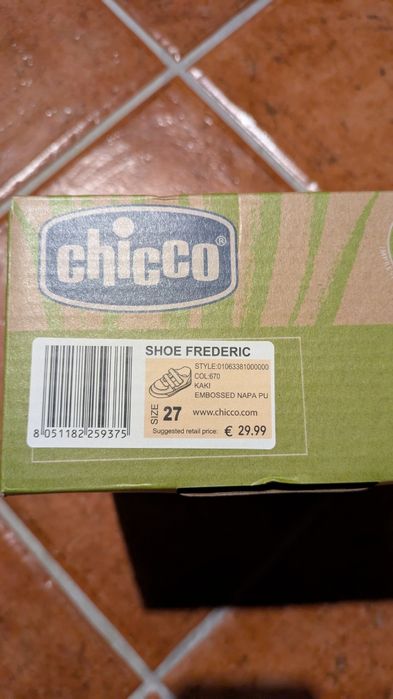 chicco®
SHOE FREDERIC
STYLE:01063381000000
COL:670
KAKI
EMBOSSED NAPA PU
SIZE 27 www.chicco.com
Suggested retail price: € 29.99
8 051182 259375